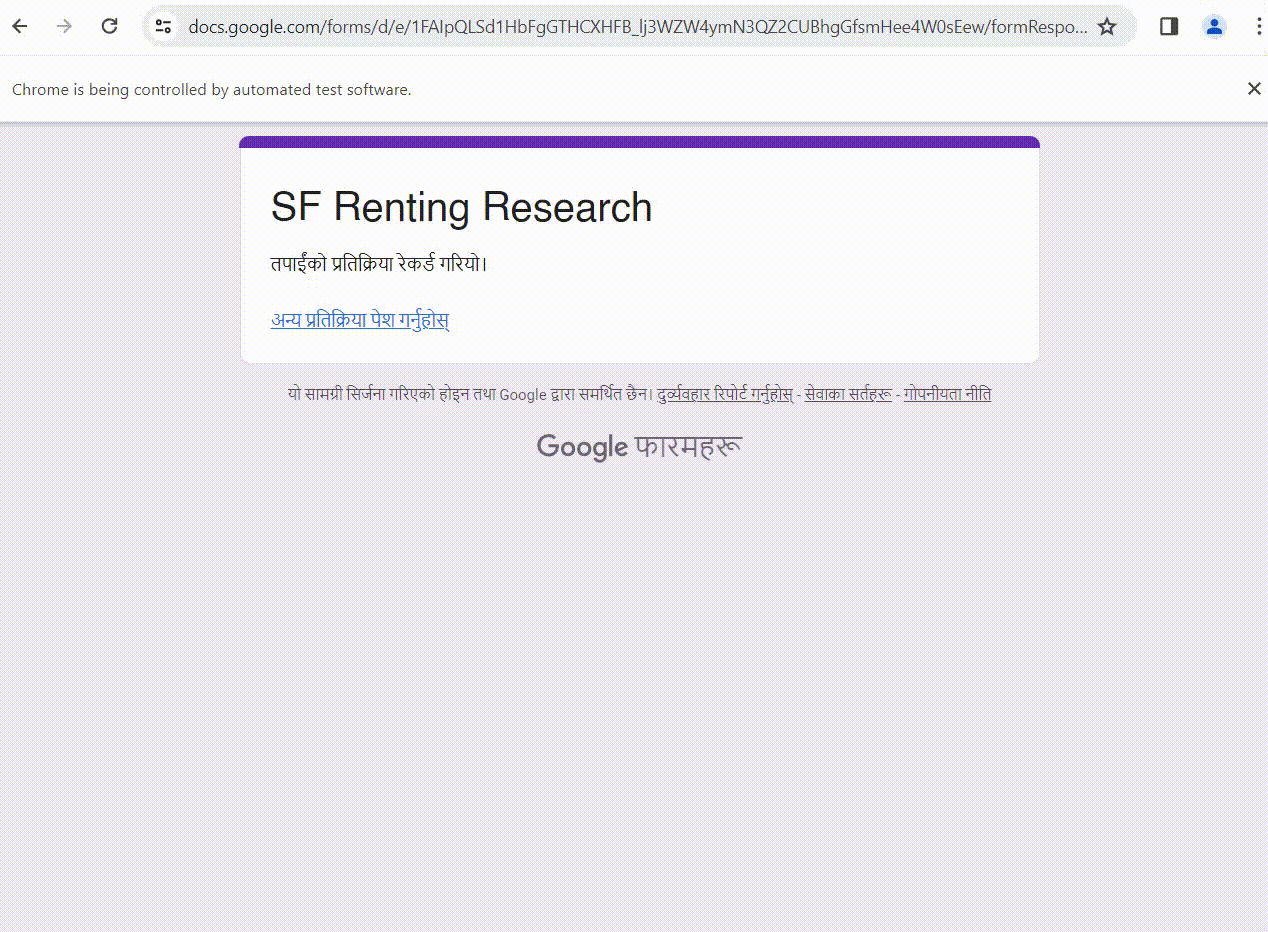 docs.google.com/forms/d/e/1FAIpQLSd1HbFgGTHCXHFB_lj3WZW4ymN3QZ2CUBhgGfsmHee4W0sEew/formRespo...
Chrome is being controlled by automated test software.
SF Renting Research
तपाईंको प्रतिक्रिया रेकर्ड गरियो।
अन्य प्रतिक्रिया पेश गर्नुहोस्
यो सामग्री सिर्जना गरिएको होइन तथा Google द्वारा समर्थित छैन। दुर्व्यवहार रिपोर्ट गर्नुहोस् - सेवाका सर्तहरू - गोपनीयता नीति
Google फारमहरू